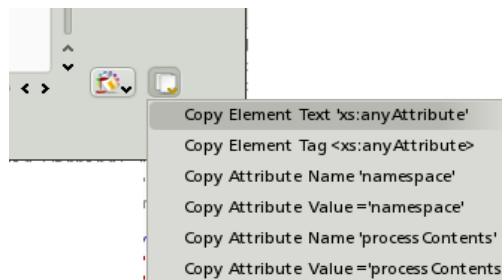 Copy Element Text 'xs:anyAttribute'
Copy Element Tag <xs:anyAttribute>
Copy Attribute Name 'namespace'
Copy Attribute Value ='namespace'
Copy Attribute Name 'processContents'
Copy Attribute Value ='processContents